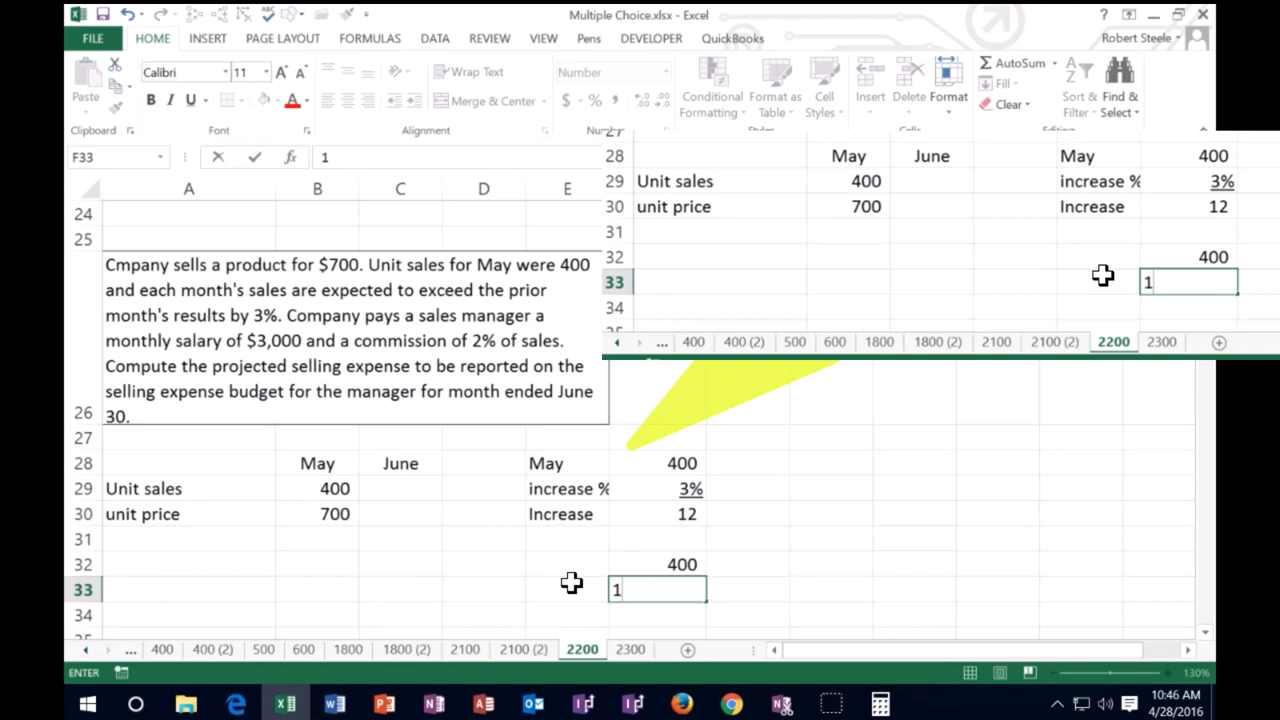 Multiple Choice.xlsx - Excel
FILE HOME INSERT PAGE LAYOUT FORMULAS DATA REVIEW VIEW Pens DEVELOPER QuickBooks Robert Steele
Calibri 11 Wrap Text Number AutoSum
Paste Merge & Center Conditional Formatting Format as Table Cell Styles Insert Delete Format Fill Clear Sort & Filter Find & Select
Clipboard Font Alignment
F33 1
A B C D E
24
25
Cmpany sells a product for $700. Unit sales for May were 400
and each month's sales are expected to exceed the prior
month's results by 3%. Company pays a sales manager a
monthly salary of $3,000 and a commission of 2% of sales.
Compute the projected selling expense to be reported on the
selling expense budget for the manager for month ended June
26 30.
27
28 May June May 400
29 Unit sales 400 increase % 3%
30 unit price 700 Increase 12
31
32 400
33 1
34
... 400 400 (2) 500 600 1800 1800 (2) 2100 2100 (2) 2200 2300
28 May June May 400
29 Unit sales 400 increase % 3%
30 unit price 700 Increase 12
31
32 400
33 1
34
... 400 400 (2) 500 600 1800 1800 (2) 2100 2100 (2) 2200 2300
ENTER 130%
10:46 AM
4/28/2016